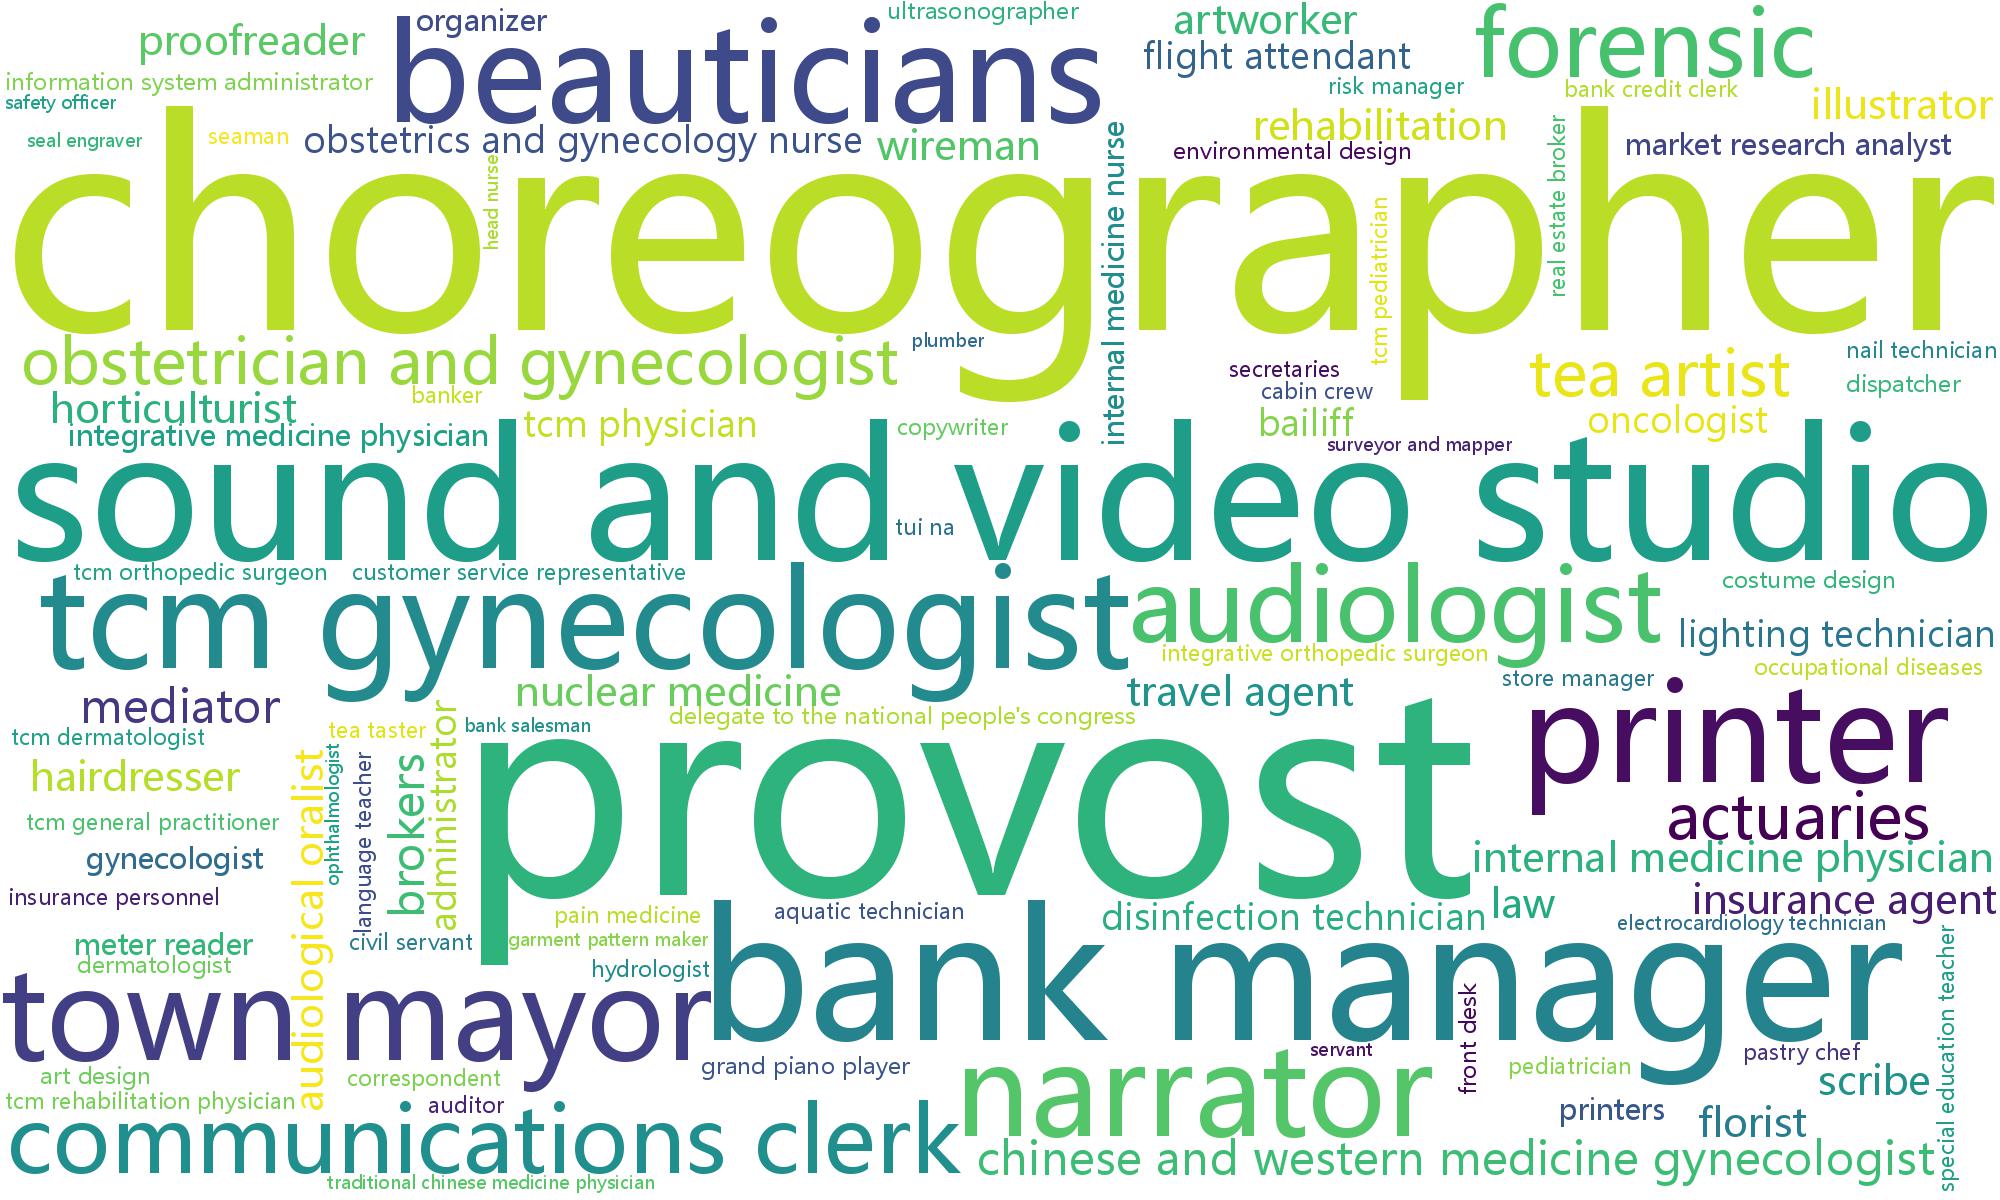 organizer
ultrasonographer
artworker
forensic
proofreader
beauticians
flight attendant
information system administrator
risk manager
bank credit clerk
illustrator
safety officer
seal engraver
seaman
obstetrics and gynecology nurse
wireman
internal medicine nurse
rehabilitation
environmental design
real estate broker
market research analyst
choreographer
head nurse
tcm pediatrician
obstetrician and gynecologist
plumber
secretaries
cabin crew
tea artist
nail technician
dispatcher
banker
horticulturist
tcm physician
copywriter
bailiff
oncologist
integrative medicine physician
surveyor and mapper
sound and video studio
tui na
tcm orthopedic surgeon
customer service representative
costume design
tcm gynecologist
audiologist
lighting technician
integrative orthopedic surgeon
occupational diseases
mediator
nuclear medicine
travel agent
store manager
printer
tcm dermatologist
tea taster
bank salesman
delegate to the national people's congress
hairdresser
audiological oralist
ophthalmologist
language teacher
brokers
administrator
provost
actuaries
tcm general practitioner
gynecologist
internal medicine physician
insurance personnel
pain medicine
aquatic technician
disinfection technician
law
insurance agent
meter reader
civil servant
garment pattern maker
electrocardiology technician
dermatologist
hydrologist
bank manager
special education teacher
town mayor
front desk
servant
pastry chef
art design
correspondent
grand piano player
narrator
pediatrician
scribe
tcm rehabilitation physician
auditor
printers
florist
communications clerk
chinese and western medicine gynecologist
traditional chinese medicine physician